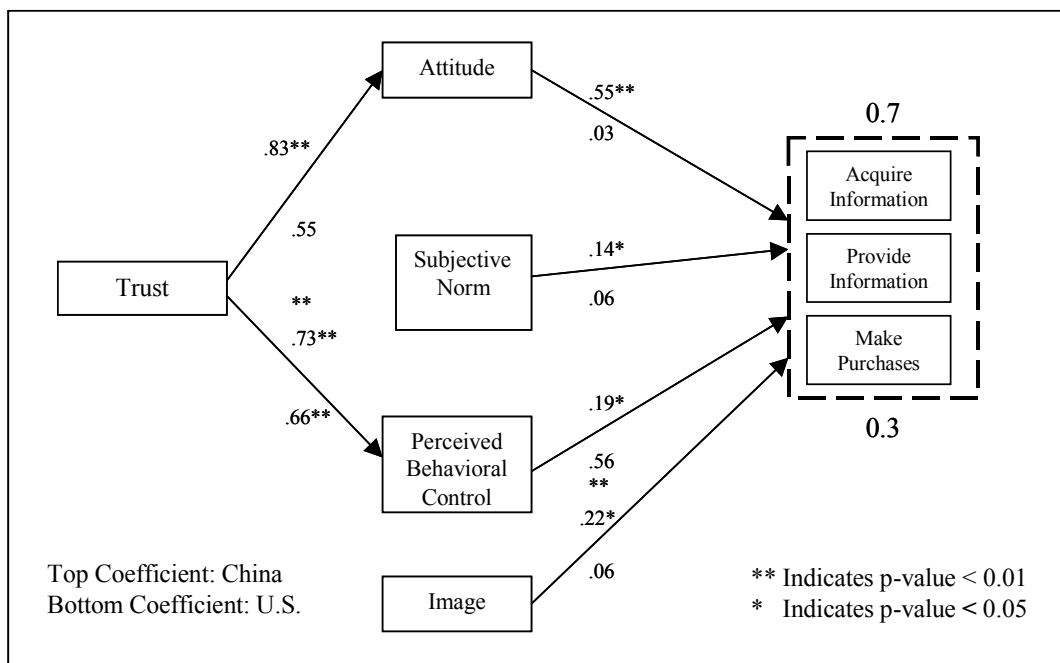 Attitude
.55**
.03
0.7
Acquire
Information
.83**
.55
Subjective
Norm
.14*
.06
Provide
Information
Trust
**
.73**
Make
Purchases
.66**
Perceived
Behavioral
Control
.19*
0.3
.56
**
.22*
.06
Image
Top Coefficient: China
Bottom Coefficient: U.S.
** Indicates p-value < 0.01
* Indicates p-value < 0.05